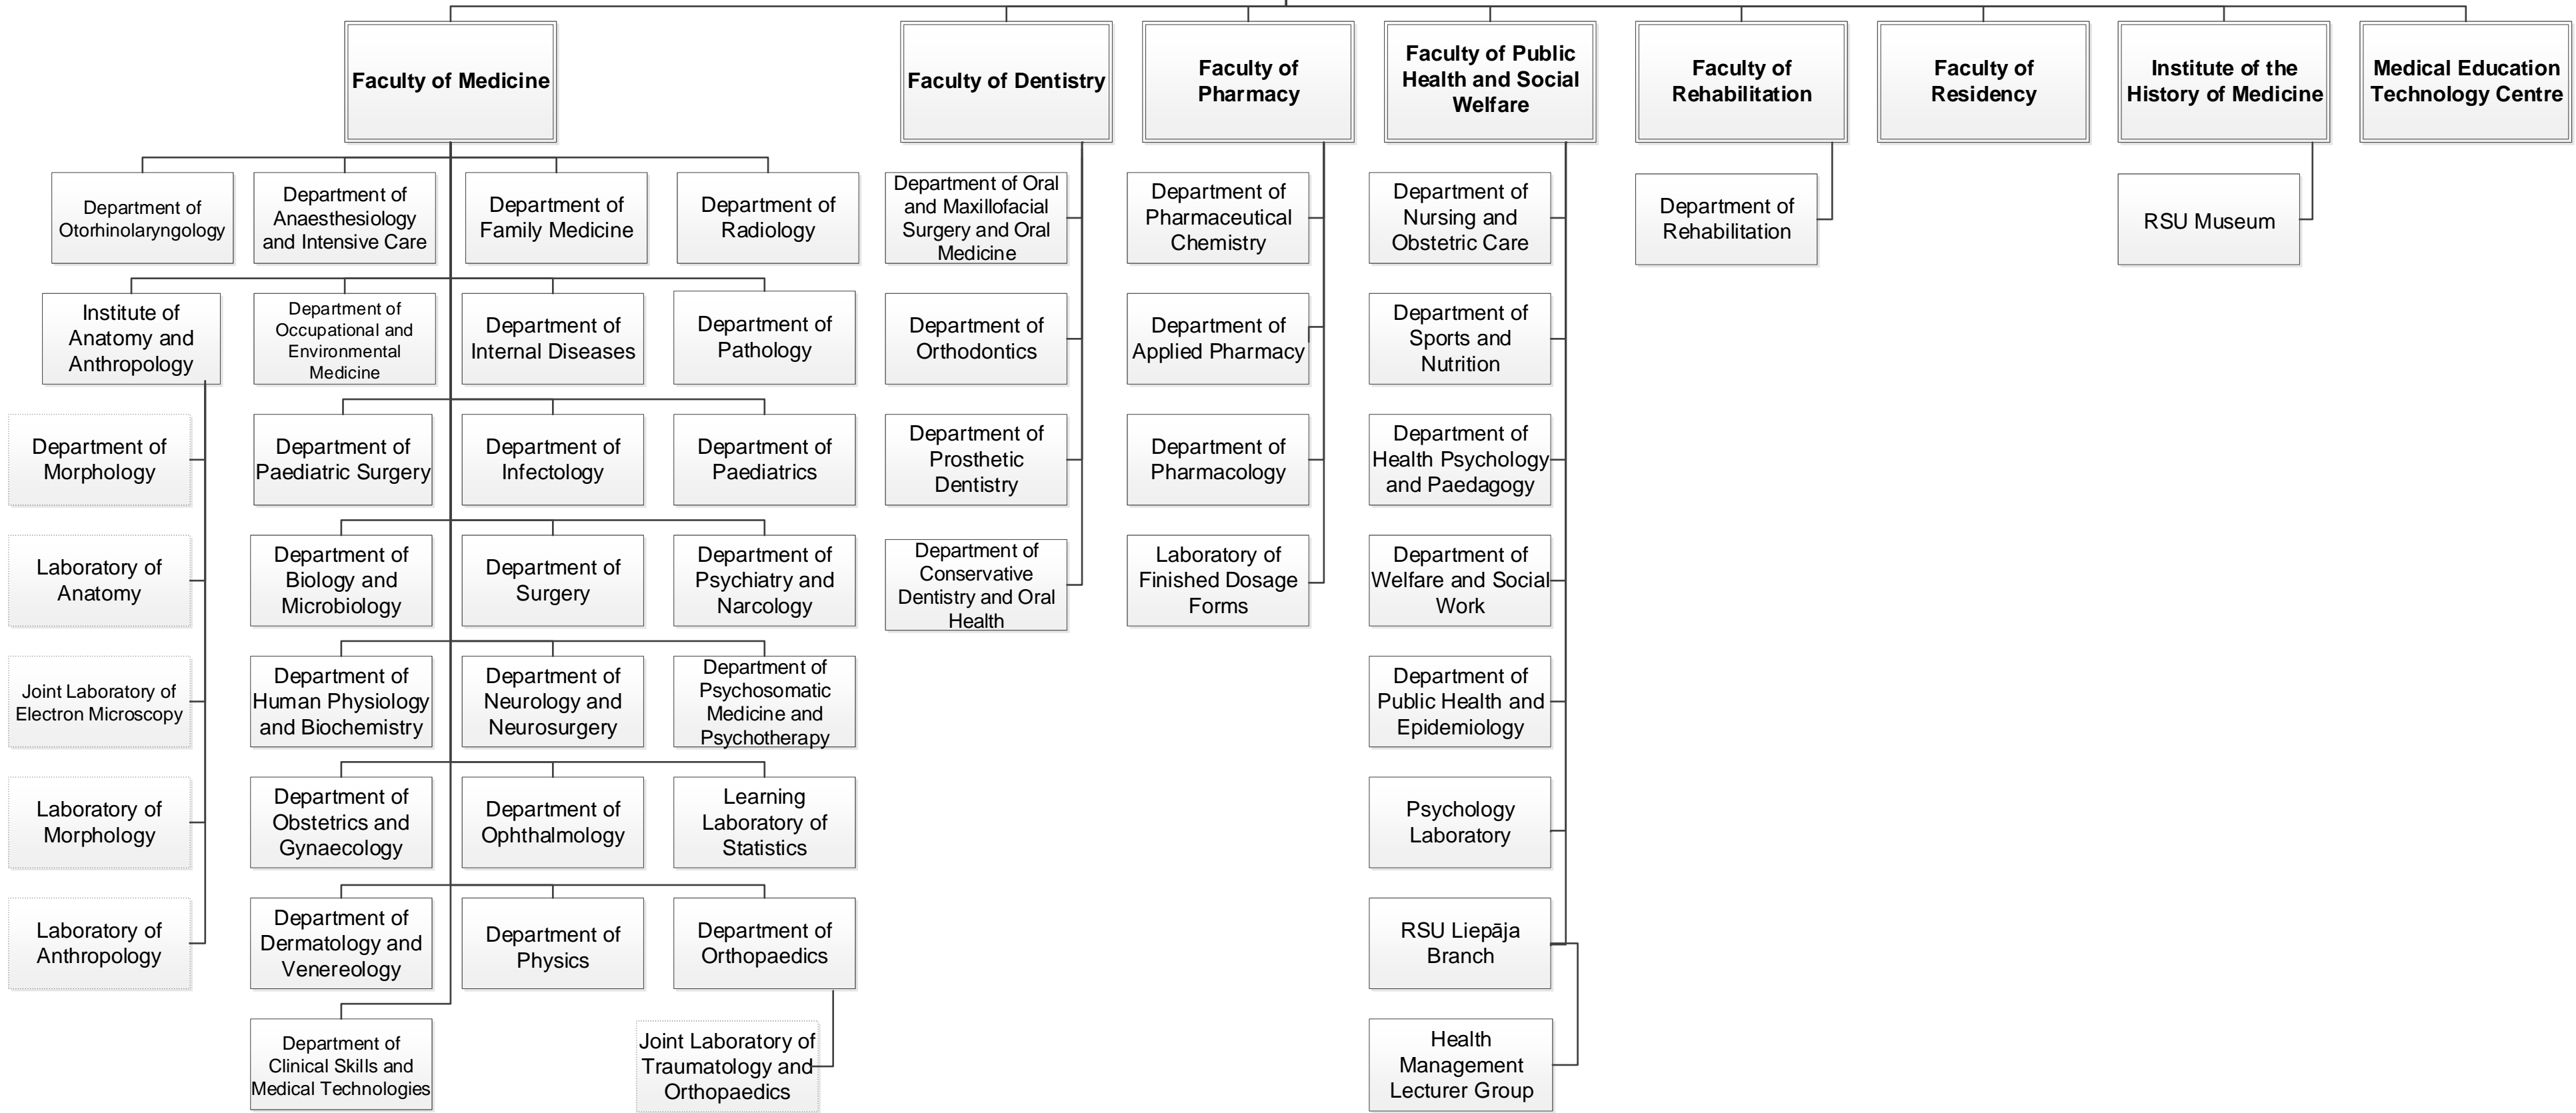 Faculty of Medicine
Faculty of Dentistry
Faculty of
Pharmacy
Faculty of Public
Health and Social
Welfare
Faculty of
Rehabilitation
Faculty of
Residency
Institute of the
History of Medicine
Medical Education
Technology Centre
Department of
Otorhinolaryngology
Department of
Anaesthesiology
and Intensive Care
Department of
Family Medicine
Department of
Radiology
Department of Oral
and Maxillofacial
Surgery and Oral
Medicine
Department of
Pharmaceutical
Chemistry
Department of
Nursing and
Obstetric Care
Department of
Rehabilitation
RSU Museum
Institute of
Anatomy and
Anthropology
Department of
Occupational and
Environmental
Medicine
Department of
Internal Diseases
Department of
Pathology
Department of
Orthodontics
Department of
Applied Pharmacy
Department of
Sports and
Nutrition
Department of
Morphology
Department of
Paediatric Surgery
Department of
Infectology
Department of
Paediatrics
Department of
Prosthetic
Dentistry
Department of
Pharmacology
Department of
Health Psychology
and Paedagogy
Laboratory of
Anatomy
Department of
Biology and
Microbiology
Department of
Surgery
Department of
Psychiatry and
Narcology
Department of
Conservative
Dentistry and Oral
Health
Laboratory of
Finished Dosage
Forms
Department of
Welfare and Social
Work
Joint Laboratory of
Electron Microscopy
Department of
Human Physiology
and Biochemistry
Department of
Neurology and
Neurosurgery
Department of
Psychosomatic
Medicine and
Psychotherapy
Department of
Public Health and
Epidemiology
Laboratory of
Morphology
Department of
Obstetrics and
Gynaecology
Department of
Ophthalmology
Learning
Laboratory of
Statistics
Psychology
Laboratory
Laboratory of
Anthropology
Department of
Dermatology and
Venereology
Department of
Physics
Department of
Orthopaedics
RSU Liepāja
Branch
Department of
Clinical Skills and
Medical Technologies
Joint Laboratory of
Traumatology and
Orthopaedics
Health
Management
Lecturer Group